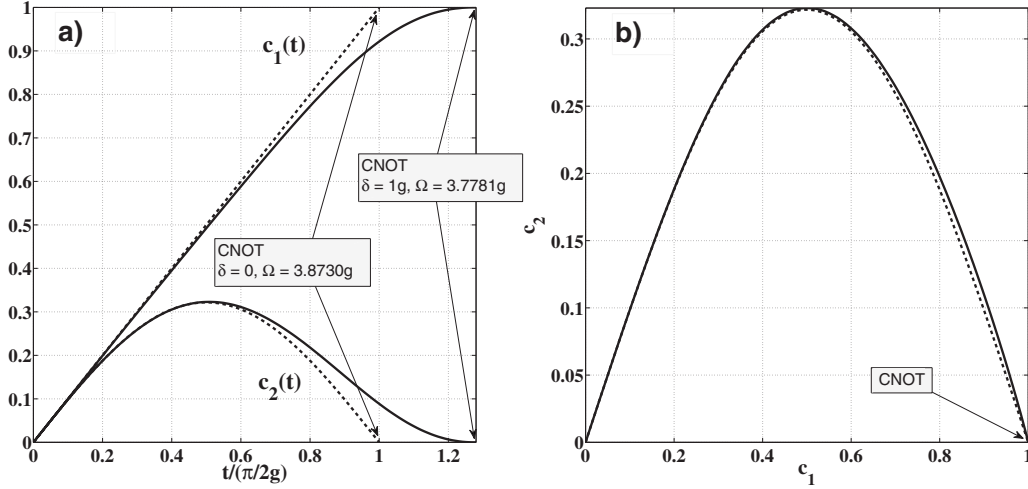 a)
1
0.9
0.8
0.7
0.6
0.5
0.4
0.3
0.2
0.1
0
c₁(t)
CNOT
δ = 1g, Ω = 3.7781g
CNOT
δ = 0, Ω = 3.8730g
c₂(t)
0 0.2 0.4 0.6 0.8 1 1.2
t/(π/2g)
b)
0.3
0.25
0.2
0.15
0.1
0.05
0
c₂
CNOT
0 0.2 0.4 0.6 0.8 1
c₁